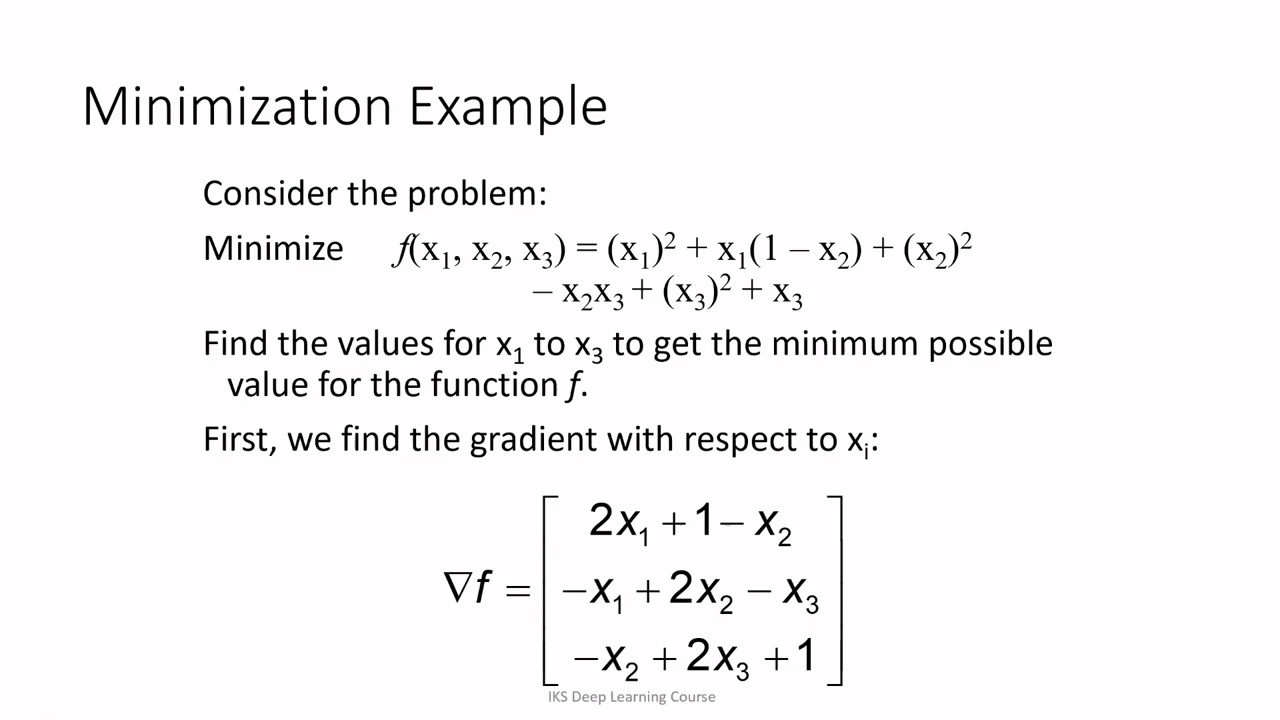 Minimization Example
Consider the problem:
Minimize f(x₁, x₂, x₃) = (x₁)² + x₁(1 – x₂) + (x₂)²
– x₂x₃ + (x₃)² + x₃
Find the values for x₁ to x₃ to get the minimum possible
value for the function f.
First, we find the gradient with respect to xᵢ:
2x₁ + 1 – x₂
∇f = –x₁ + 2x₂ – x₃
–x₂ + 2x₃ + 1
IKS Deep Learning Course